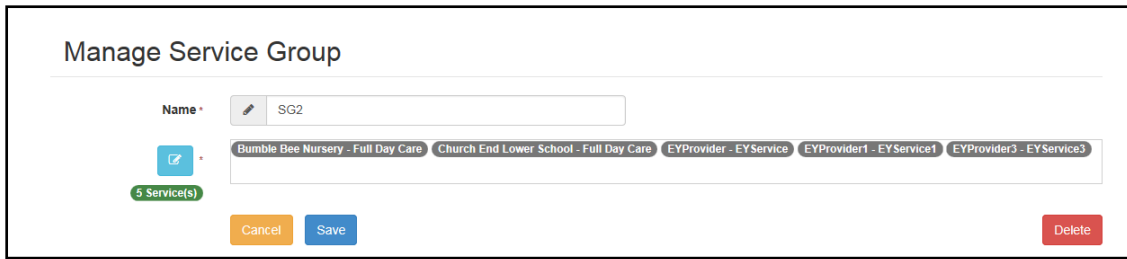 Manage Service Group
Name *
SG2
*
Bumble Bee Nursery - Full Day Care Church End Lower School - Full Day Care EYProvider - EYService EYProvider1 - EYService1 EYProvider3 - EYService3
5 Service(s)
Cancel Save Delete